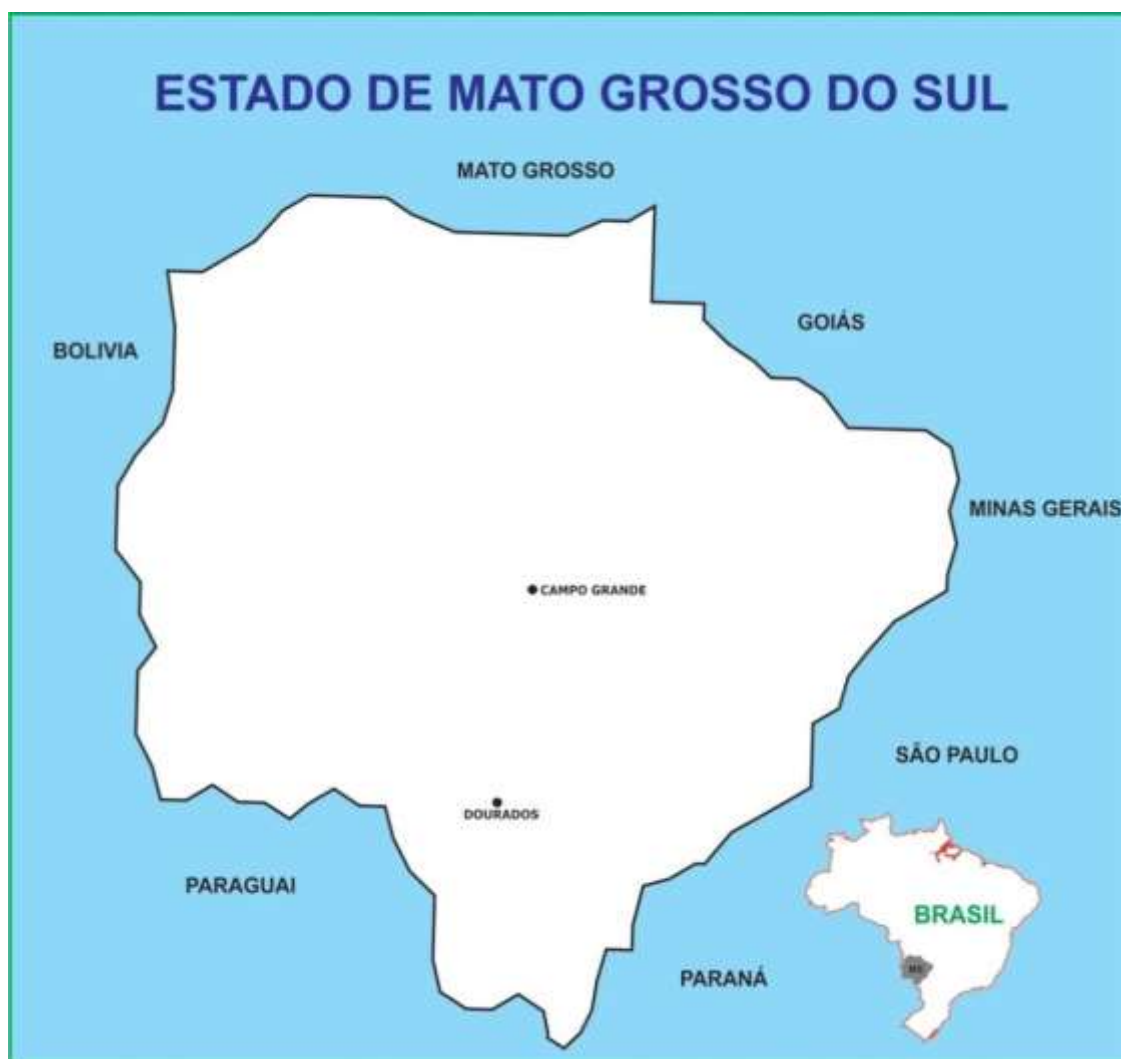 ESTADO DE MATO GROSSO DO SUL
MATO GROSSO
GOIÁS
BOLIVIA
MINAS GERAIS
CAMPO GRANDE
SÃO PAULO
DOURADOS
PARAGUAI
BRASIL
MS
PARANÁ